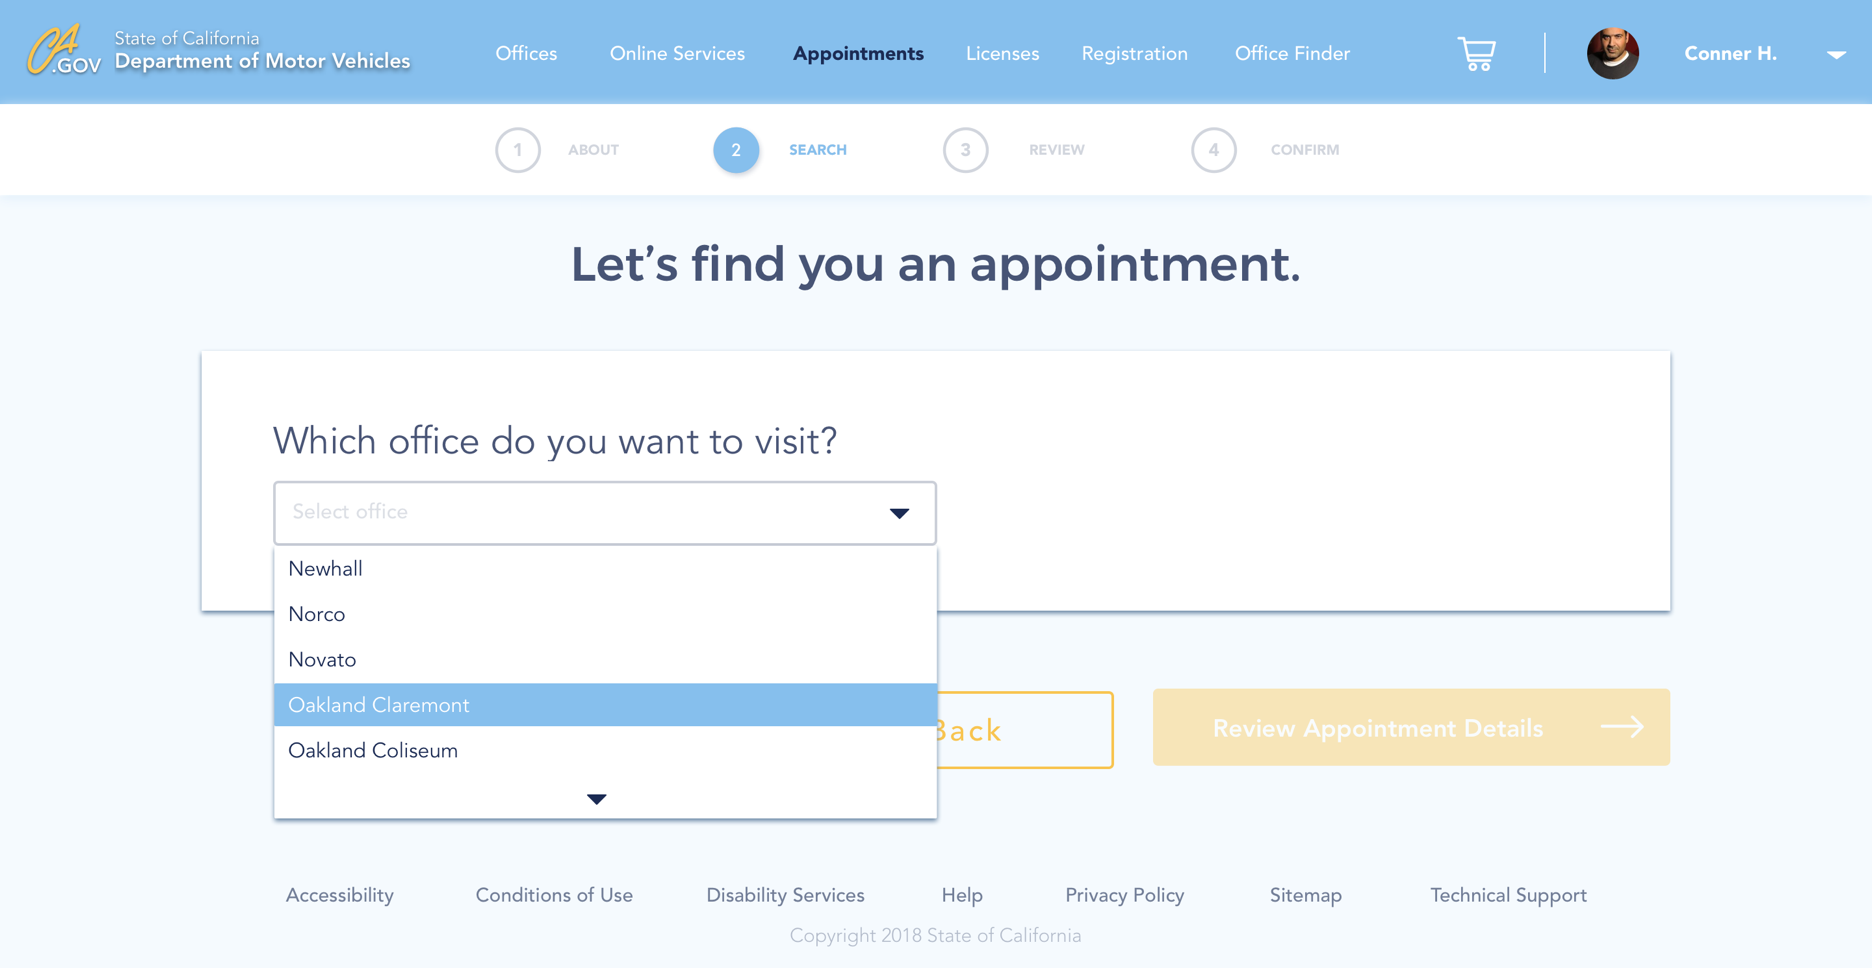 CA.GOV
State of California
Department of Motor Vehicles
Offices
Online Services
Appointments
Licenses
Registration
Office Finder
Conner H.
1 ABOUT
2 SEARCH
3 REVIEW
4 CONFIRM
Let’s find you an appointment.
Which office do you want to visit?
Select office
Newhall
Norco
Novato
Oakland Claremont
Oakland Coliseum
Back
Review Appointment Details
Accessibility
Conditions of Use
Disability Services
Help
Privacy Policy
Sitemap
Technical Support
Copyright 2018 State of California